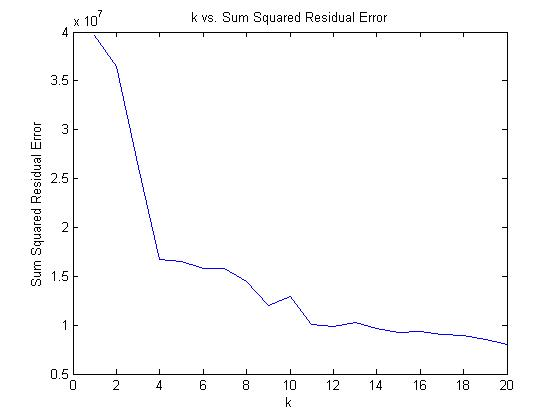 k vs. Sum Squared Residual Error
x 10^7
4
3.5
3
2.5
2
1.5
1
0.5
Sum Squared Residual Error
0 2 4 6 8 10 12 14 16 18 20
k